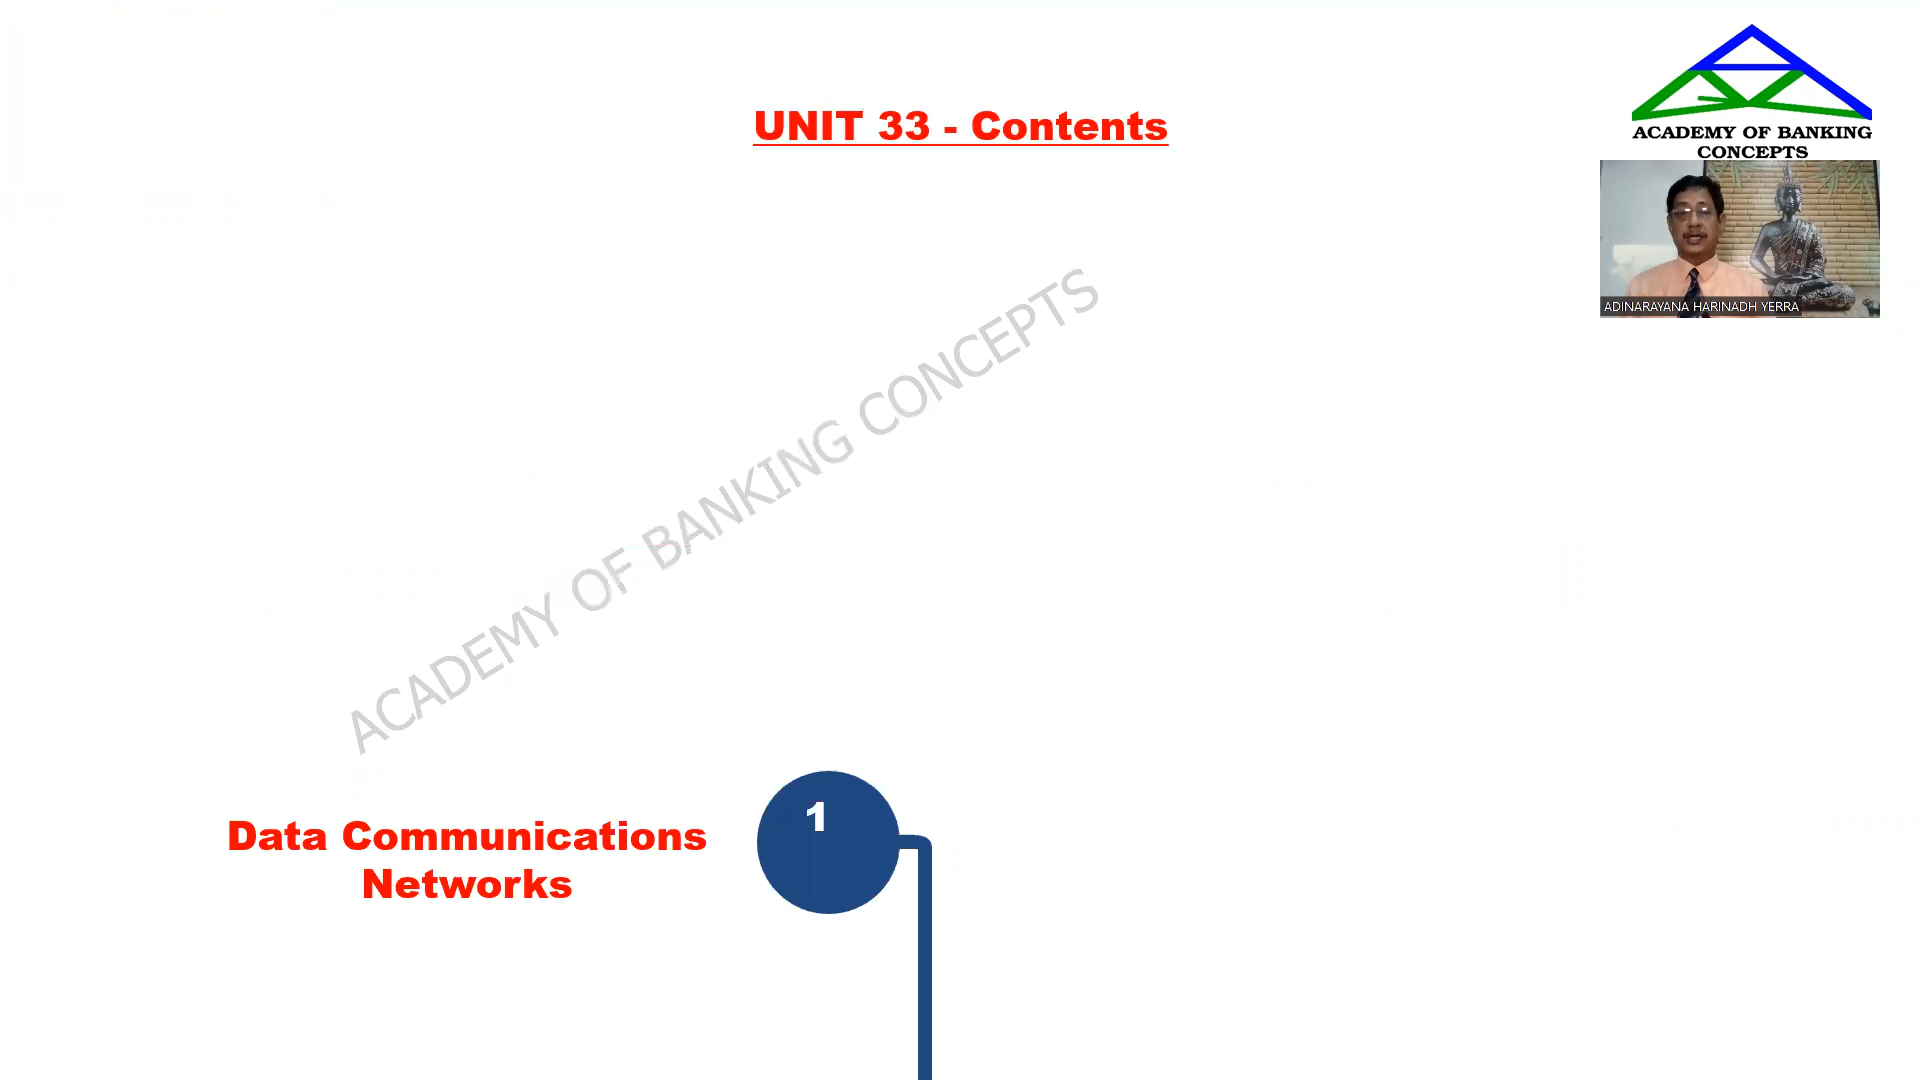 UNIT 33 - Contents
ACADEMY OF BANKING
CONCEPTS
ADINARAYANA HARINADH YERRA
ACADEMY OF BANKING CONCEPTS
1
Data Communications
Networks